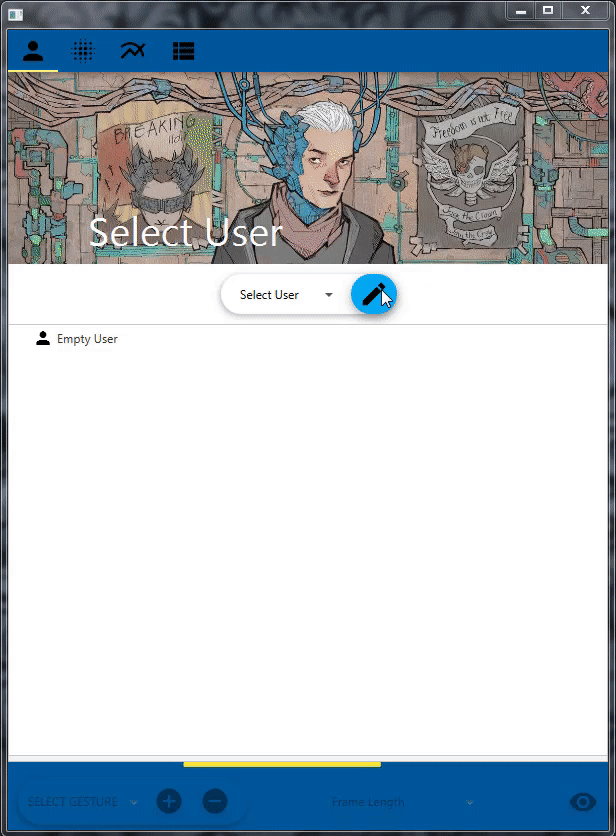 BREAKING
Freedom is not Free
Select User
Select User
Empty User
SELECT GESTURE
Frame Length